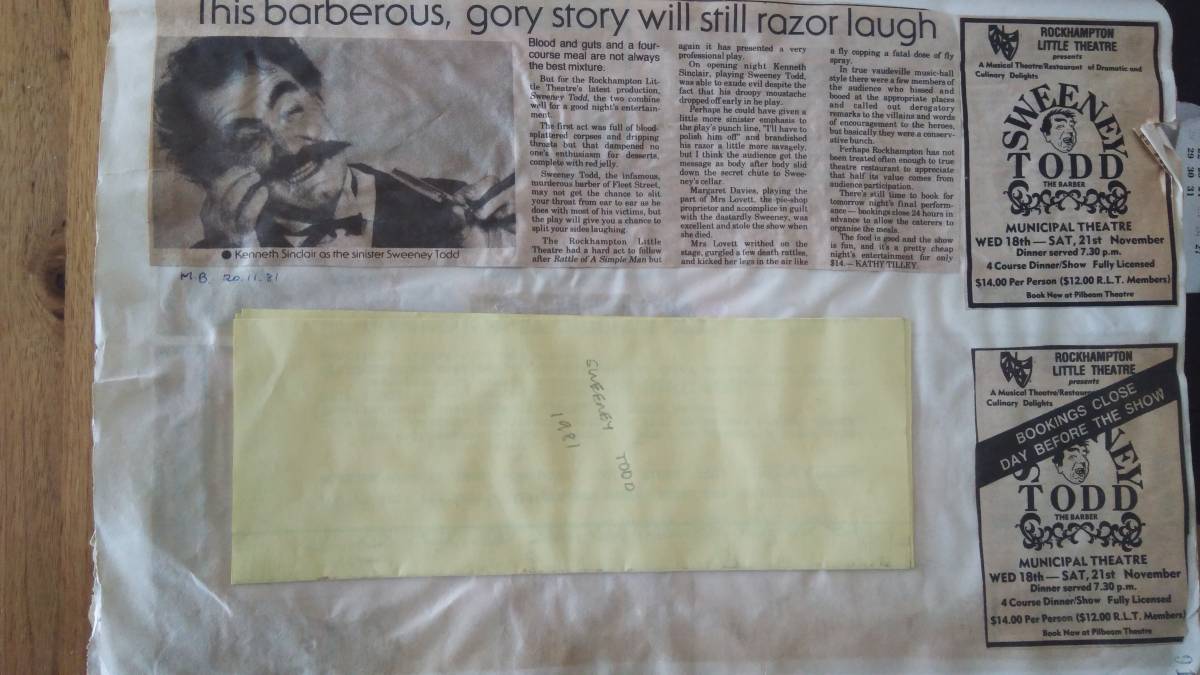 This barberous, gory story will still razor laugh
● Kenneth Sinclair as the sinister Sweeney Todd
M.B. 20.11.81
Blood and guts and a four-
course meal are not always
the best mixture.
But for the Rockhampton Lit-
tle Theatre's latest production,
Sweeney Todd, the two combine
well for a good night's entertain-
ment.
The first act was full of blood-
splattered corpses and dripping
throats but that dampened no
one's enthusiasm for desserts,
complete with red jelly.
Sweeney Todd, the infamous,
murderous barber of Fleet Street,
may not get the chance to slit
your throat from ear to ear as he
does with most of his victims, but
the play will give you a chance to
split your sides laughing.
The Rockhampton Little
Theatre had a hard act to follow
after Rattle of A Simple Man but
again it has presented a very
professional play.
On opening night Kenneth
Sinclair, playing Sweeney Todd,
was able to exude evil despite the
fact that his droopy moustache
dropped off early in he play.
Perhaps he could have given a
little more sinister emphasis to
the play's punch line, "I'll have to
polish him off" and brandished
his razor a little more savagely,
but I think the audience got the
message as body after body slid
down the secret chute to Swee-
ney's cellar.
Margaret Davies, playing the
part of Mrs Lovett, the pie-shop
proprietor and accomplice in guilt
with the dastardly Sweeney, was
excellent and stole the show when
she died.
Mrs Lovett writhed on the
stage, gurgled a few death rattles,
and kicked her legs in the air like
a fly copping a fatal dose of fly
spray.
In true vaudeville music-hall
style there were a few members of
the audience who hissed and
booed at the appropriate places
and called out derogatory
remarks to the villains and words
of encouragement to the heroes,
but basically they were a conserv-
ative bunch.
Perhaps Rockhampton has not
been treated often enough to true
theatre restaurant to appreciate
that half its value comes from
audience participation.
There's still time to book for
tomorrow night's final perform-
ance — bookings close 24 hours in
advance to allow the caterers to
organise the meals.
The food is good and the show
is fun, and it's a pretty cheap
night's entertainment for only
$14. — KATHY TILLEY.
ROCKHAMPTON
LITTLE THEATRE
presents
A Musical Theatre/Restaurant of Dramatic and
Culinary Delights
SWEENEY
TODD
THE BARBER
MUNICIPAL THEATRE
WED 18th — SAT, 21st November
Dinner served 7.30 p.m.
4 Course Dinner/Show Fully Licensed
$14.00 Per Person ($12.00 R.L.T. Members)
Book Now at Pilbeam Theatre
29 30 31
SWEENEY TODD
1981
ROCKHAMPTON
LITTLE THEATRE
presents
A Musical Theatre/Restaur
Culinary Delights
BOOKINGS CLOSE
DAY BEFORE THE SHOW
TODD
THE BARBER
MUNICIPAL THEATRE
WED 18th — SAT, 21st November
Dinner served 7.30 p.m.
4 Course Dinner/Show Fully Licensed
$14.00 Per Person ($12.00 R.L.T. Members)
Book Now at Pilbeam Theatre